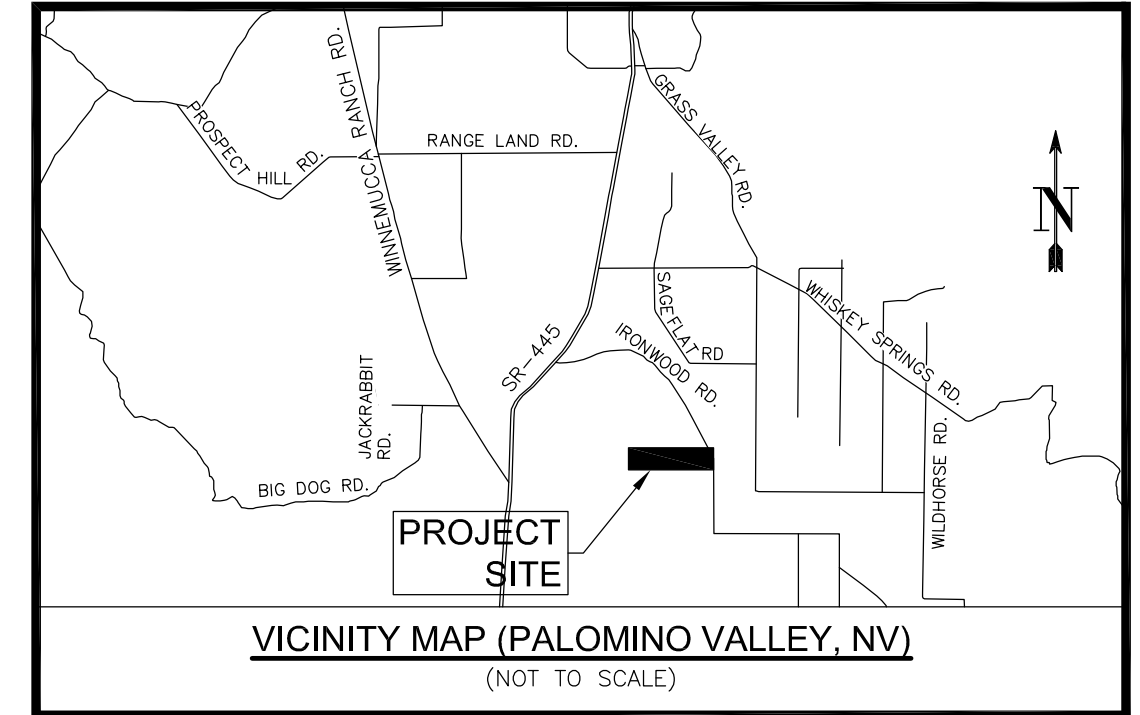 PROSPECT
HILL
RD.
WINNEMUCCA RANCH RD.
RANGE LAND RD.
GRASS VALLEY RD.
N
SAGE FLAT
RD
WHISKEY SPRINGS RD.
IRONWOOD RD.
SR-445
JACKRABBIT
RD.
BIG DOG RD.
WILDHORSE RD.
PROJECT
SITE
VICINITY MAP (PALOMINO VALLEY, NV)
(NOT TO SCALE)